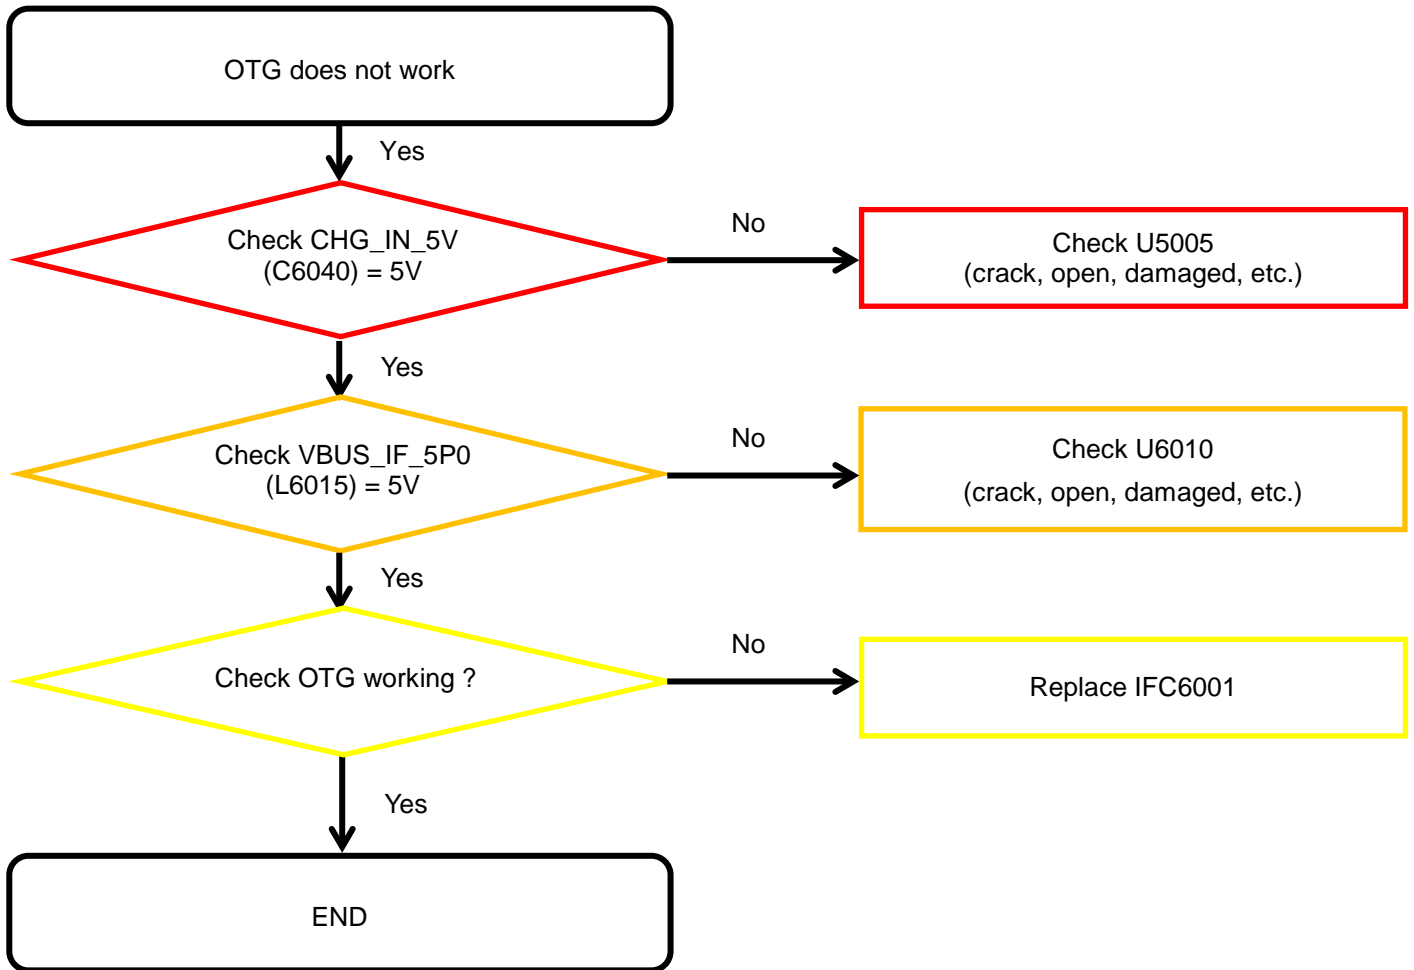 OTG does not work
Yes
Check CHG_IN_5V
(C6040) = 5V
No
Check U5005
(crack, open, damaged, etc.)
Yes
Check VBUS_IF_5P0
(L6015) = 5V
No
Check U6010
(crack, open, damaged, etc.)
Yes
Check OTG working ?
No
Replace IFC6001
Yes
END